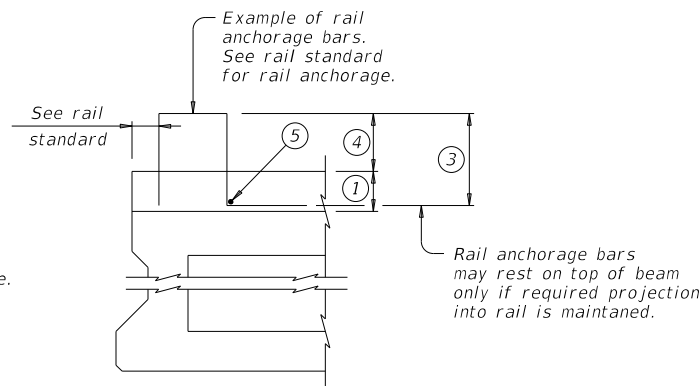 Example of rail
anchorage bars.
See rail standard
for rail anchorage.
See rail
standard
5
4
3
1
Rail anchorage bars
may rest on top of beam
only if required projection
into rail is maintaned.
e.